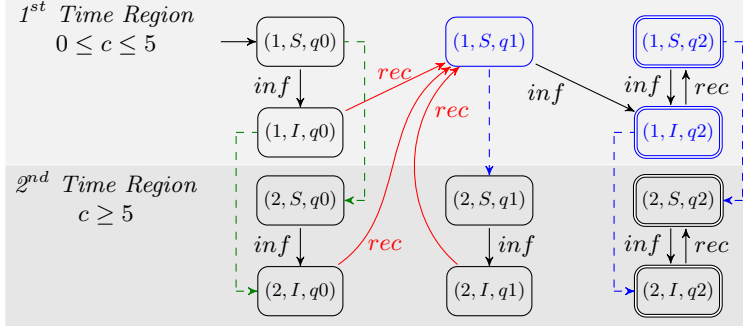 1st Time Region
0 ≤ c ≤ 5
(1, S, q0)
(1, S, q1)
(1, S, q2)
inf
rec
inf
inf
rec
(1, I, q0)
rec
(1, I, q2)
2nd Time Region
c ≥ 5
(2, S, q0)
(2, S, q1)
(2, S, q2)
inf
rec
inf
inf
rec
(2, I, q0)
(2, I, q1)
(2, I, q2)